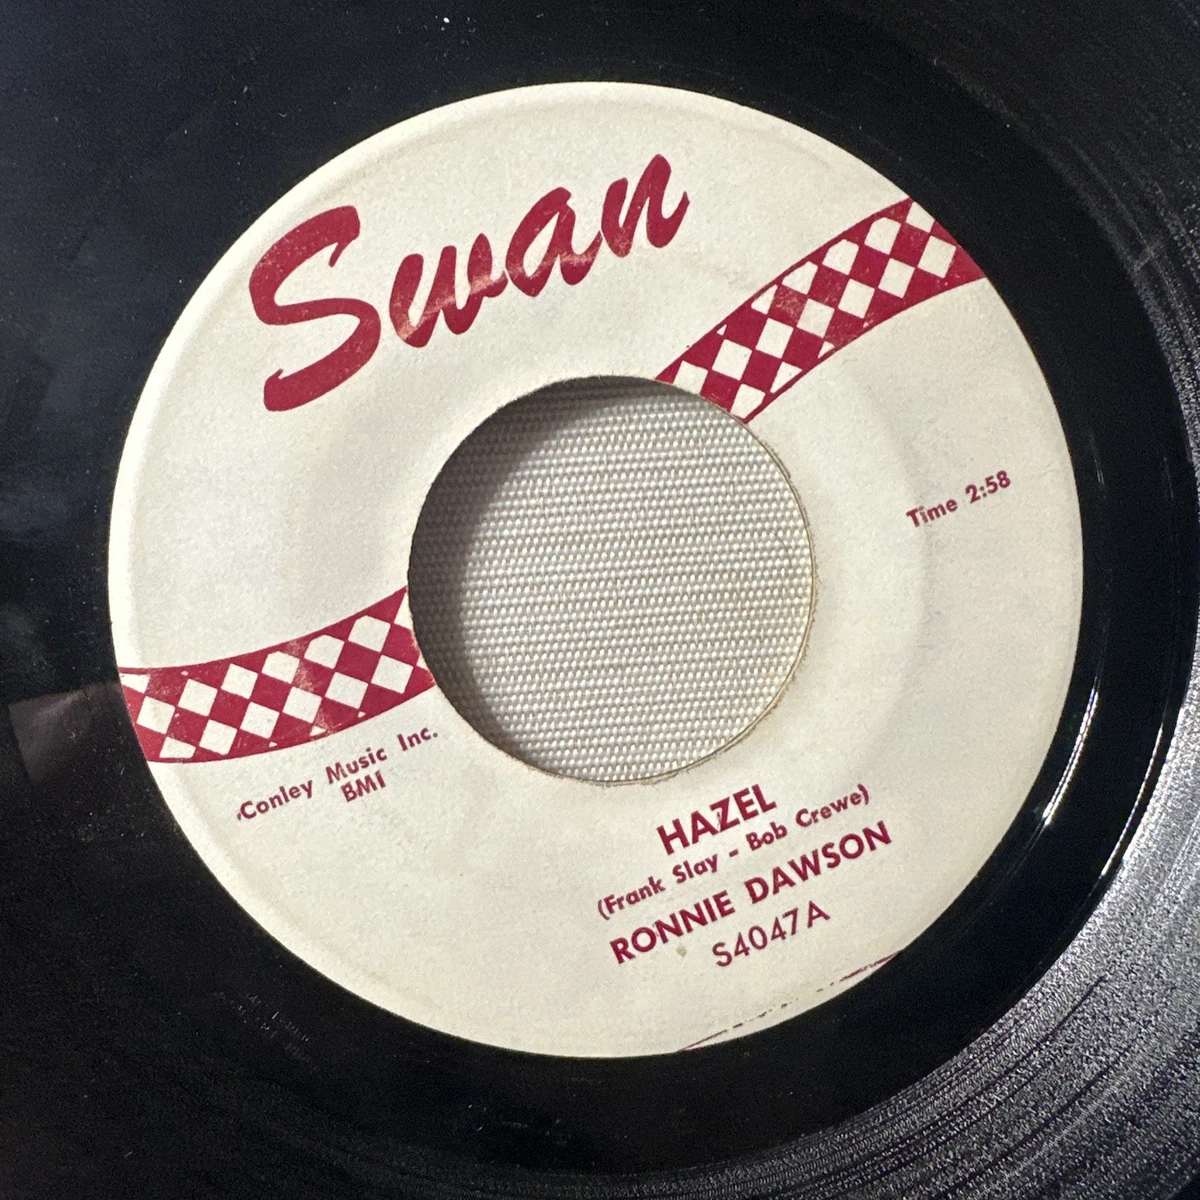 Swan
Time 2:58
Conley Music Inc.
BMI
HAZEL
(Frank Slay - Bob Crewe)
RONNIE DAWSON
S4047A